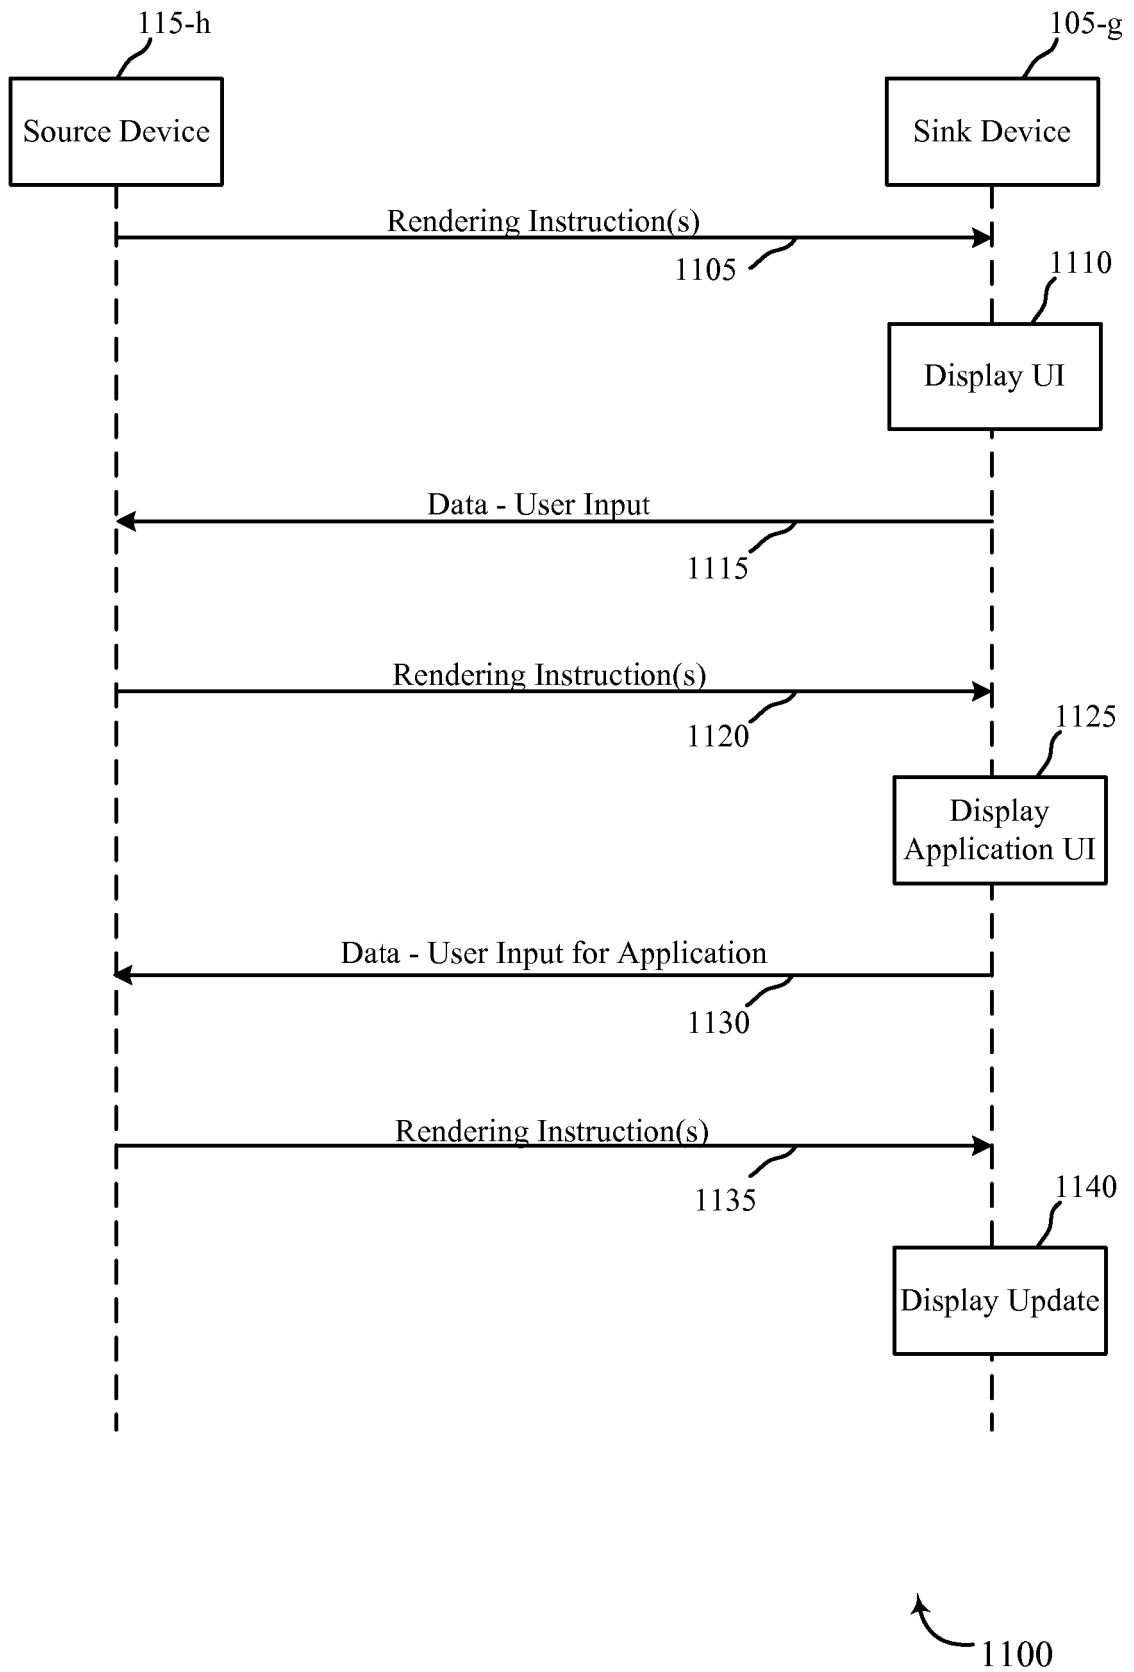 115-h
105-g
Source Device
Sink Device
Rendering Instruction(s)
1105
1110
Display UI
Data - User Input
1115
Rendering Instruction(s)
1120
1125
Display
Application UI
Data - User Input for Application
1130
Rendering Instruction(s)
1135
1140
Display Update
1100